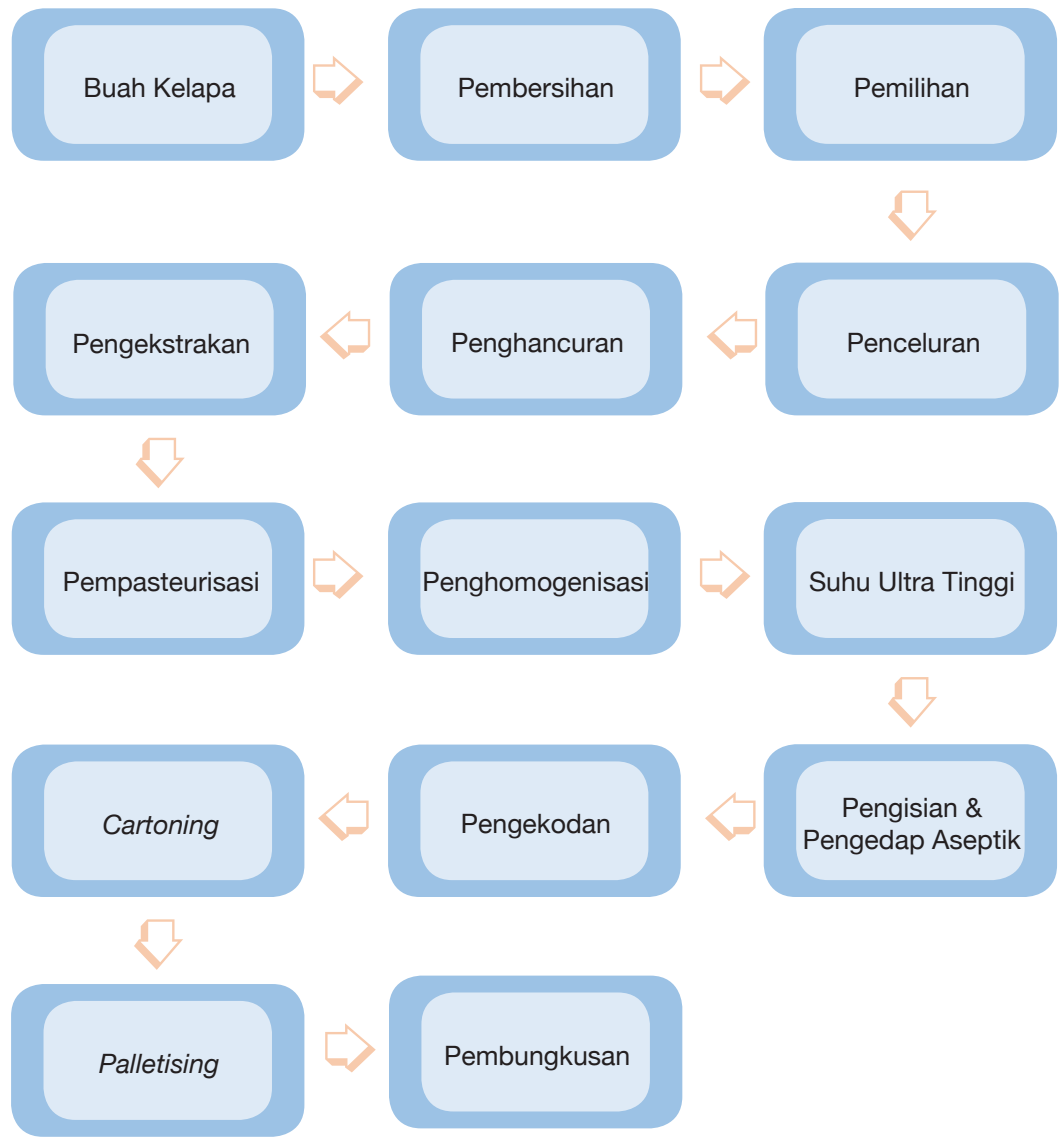 Buah Kelapa
Pembersihan
Pemilihan
Penceluran
Penghancuran
Pengekstrakan
Pempasteurisasi
Penghomogenisasi
Suhu Ultra Tinggi
Pengisian &
Pengedap Aseptik
Pengekodan
Cartoning
Palletising
Pembungkusan